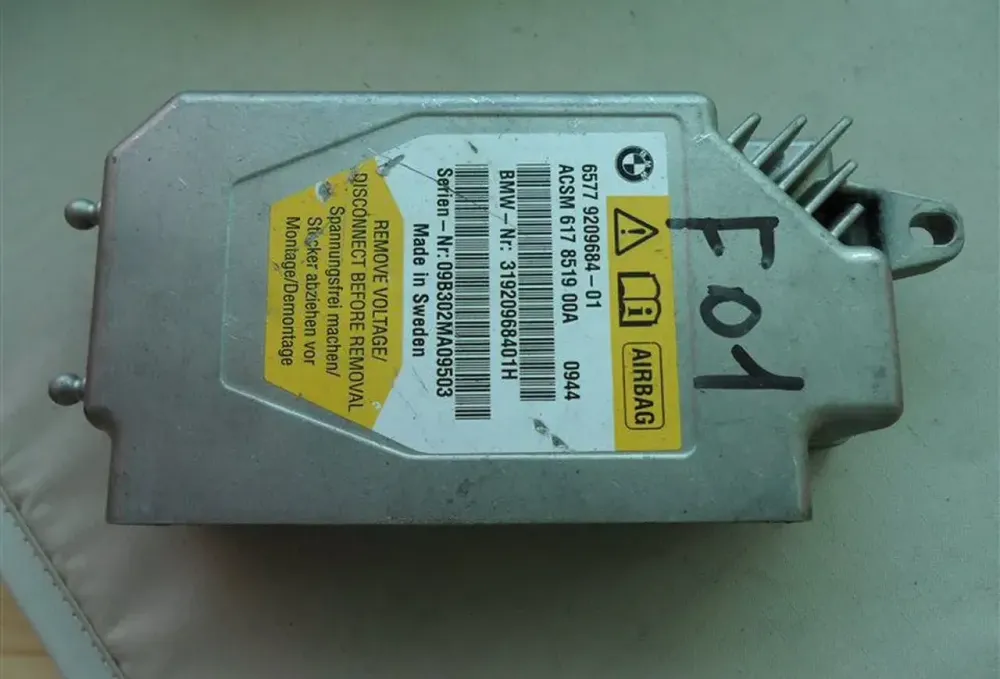 6577 9209684-01
ACSM 617 8519 00A 0944
BMW-Nr: 31920968401H
Serien-Nr: 09B302MA09503
Made in Sweden
AIRBAG
REMOVE VOLTAGE/
DISCONNECT BEFORE REMOVAL
Spannungsfrei machen/
Stecker abziehen vor
Montage/Demontage
F01